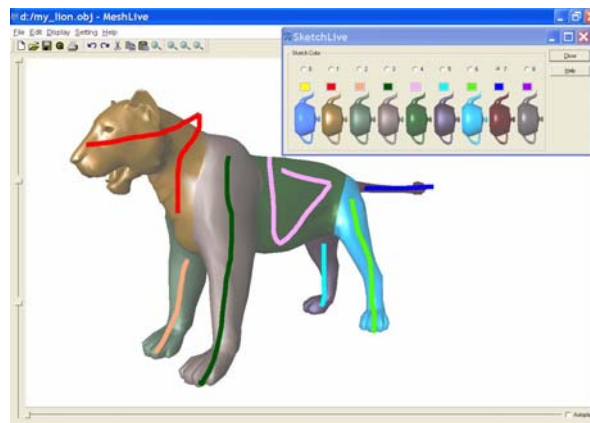 d:/my_lion.obj - MeshLive
File Edit Display Setting Help
SketchLive
Sketch Color
0 1 2 3 4 5 6 7 8
Close
Help